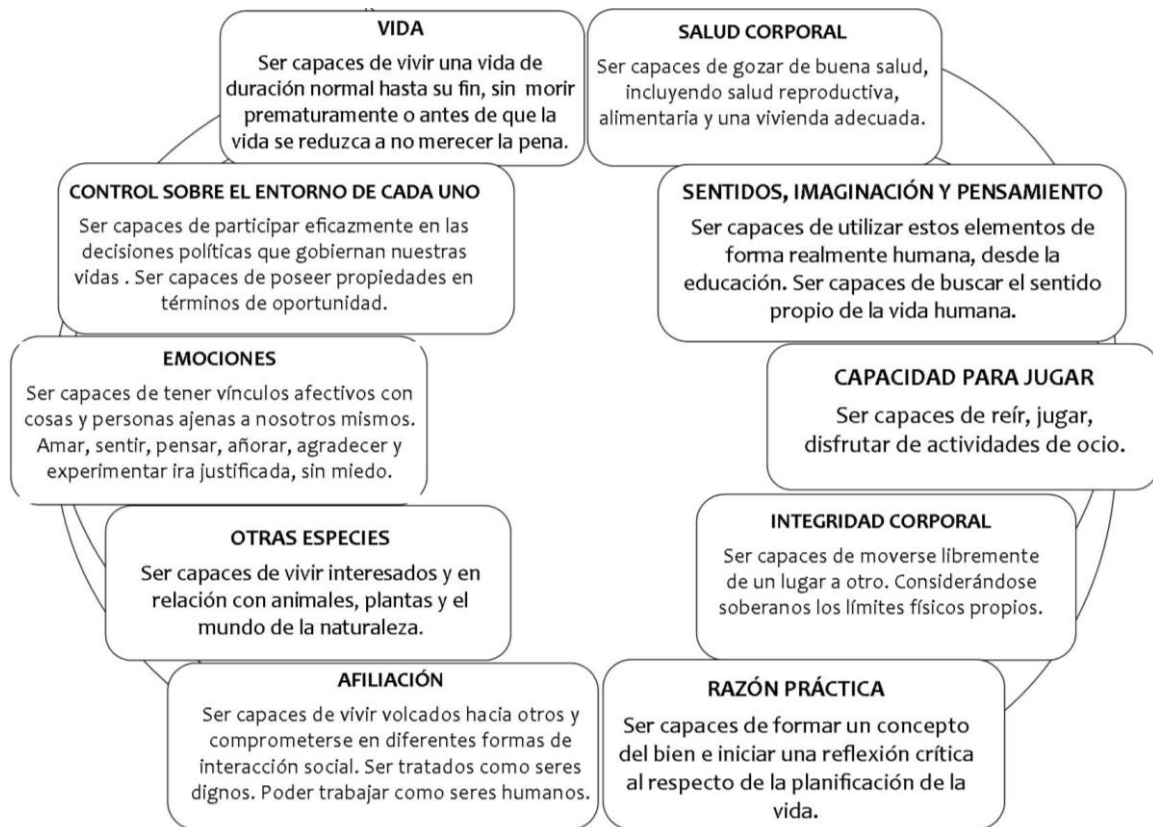 VIDA
Ser capaces de vivir una vida de
duración normal hasta su fin, sin morir
prematuramente o antes de que la
vida se reduzca a no merecer la pena.
SALUD CORPORAL
Ser capaces de gozar de buena salud,
incluyendo salud reproductiva,
alimentaria y una vivienda adecuada.
CONTROL SOBRE EL ENTORNO DE CADA UNO
Ser capaces de participar eficazmente en las
decisiones políticas que gobiernan nuestras
vidas . Ser capaces de poseer propiedades en
términos de oportunidad.
SENTIDOS, IMAGINACIÓN Y PENSAMIENTO
Ser capaces de utilizar estos elementos de
forma realmente humana, desde la
educación. Ser capaces de buscar el sentido
propio de la vida humana.
EMOCIONES
Ser capaces de tener vínculos afectivos con
cosas y personas ajenas a nosotros mismos.
Amar, sentir, pensar, añorar, agradecer y
experimentar ira justificada, sin miedo.
CAPACIDAD PARA JUGAR
Ser capaces de reír, jugar,
disfrutar de actividades de ocio.
OTRAS ESPECIES
Ser capaces de vivir interesados y en
relación con animales, plantas y el
mundo de la naturaleza.
INTEGRIDAD CORPORAL
Ser capaces de moverse libremente
de un lugar a otro. Considerándose
soberanos los límites físicos propios.
AFILIACIÓN
Ser capaces de vivir volcados hacia otros y
comprometerse en diferentes formas de
interacción social. Ser tratados como seres
dignos. Poder trabajar como seres humanos.
RAZÓN PRÁCTICA
Ser capaces de formar un concepto
del bien e iniciar una reflexión crítica
al respecto de la planificación de la
vida.